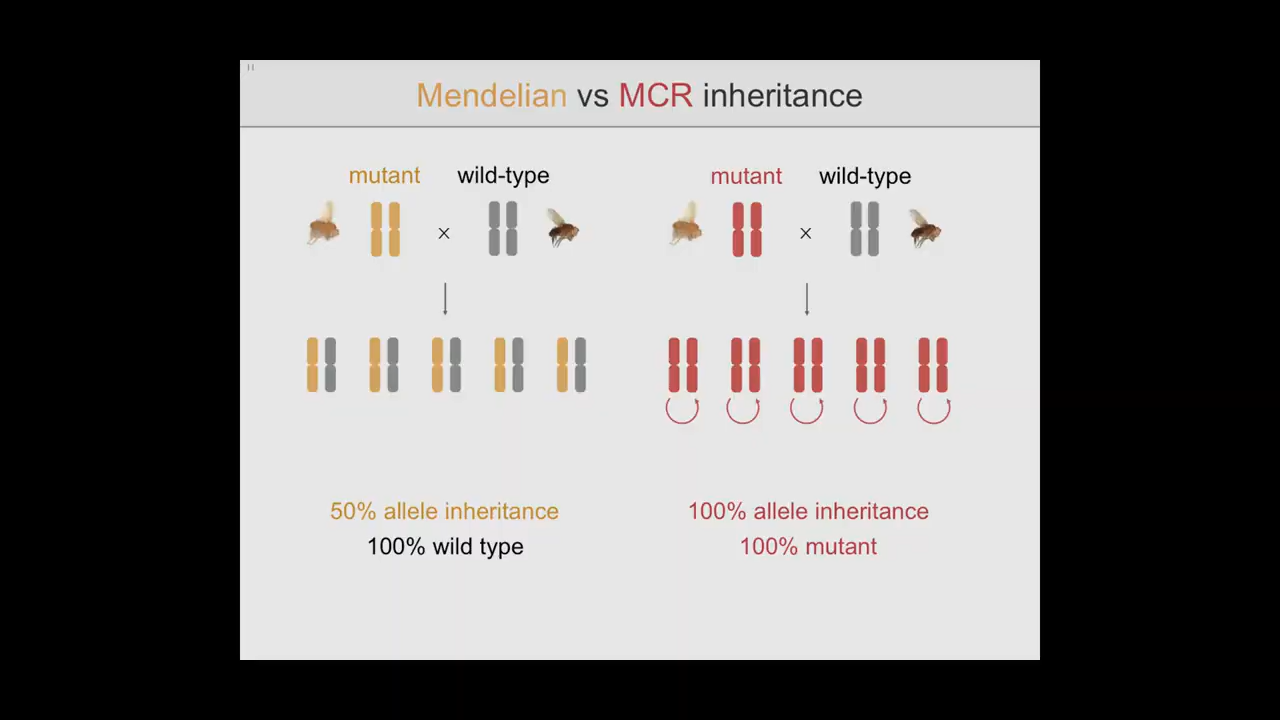 Mendelian vs MCR inheritance
mutant
wild-type
×
mutant
wild-type
×
50% allele inheritance
100% wild type
100% allele inheritance
100% mutant